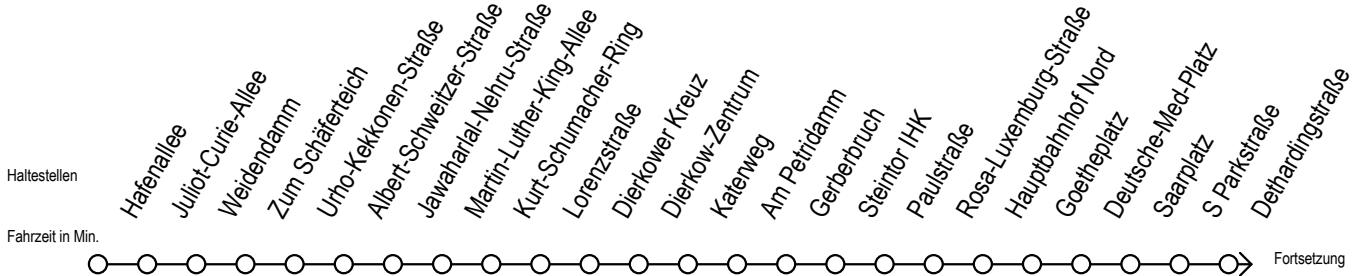 Haltestellen
Hafenallee
Juliot-Curie-Allee
Weidendamm
Zum Schäferteich
Urho-Kekkonen-Straße
Albert-Schweitzer-Straße
Jawaharlal-Nehru-Straße
Martin-Luther-King-Allee
Kurt-Schumacher-Ring
Lorenzstraße
Dierkower Kreuz
Dierkow-Zentrum
Katenweg
Am Petridamm
Gerberbruch
Steintor IHK
Paulstraße
Rosa-Luxemburg-Straße
Hauptbahnhof Nord
Goetheplatz
Deutsche-Med-Platz
Saarplatz
S Parkstraße
Dethardingstraße
Fahrzeit in Min.
Fortsetzung